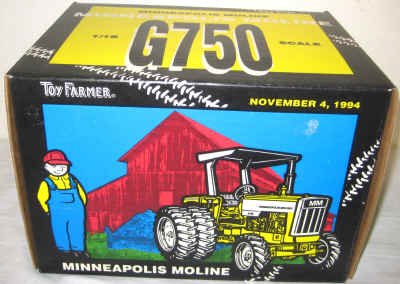 MINNEAPOLIS MOLINE
1/16
G750
SCALE
TOY FARMER®
NOVEMBER 4, 1994
MM
MINNEAPOLIS MOLINE